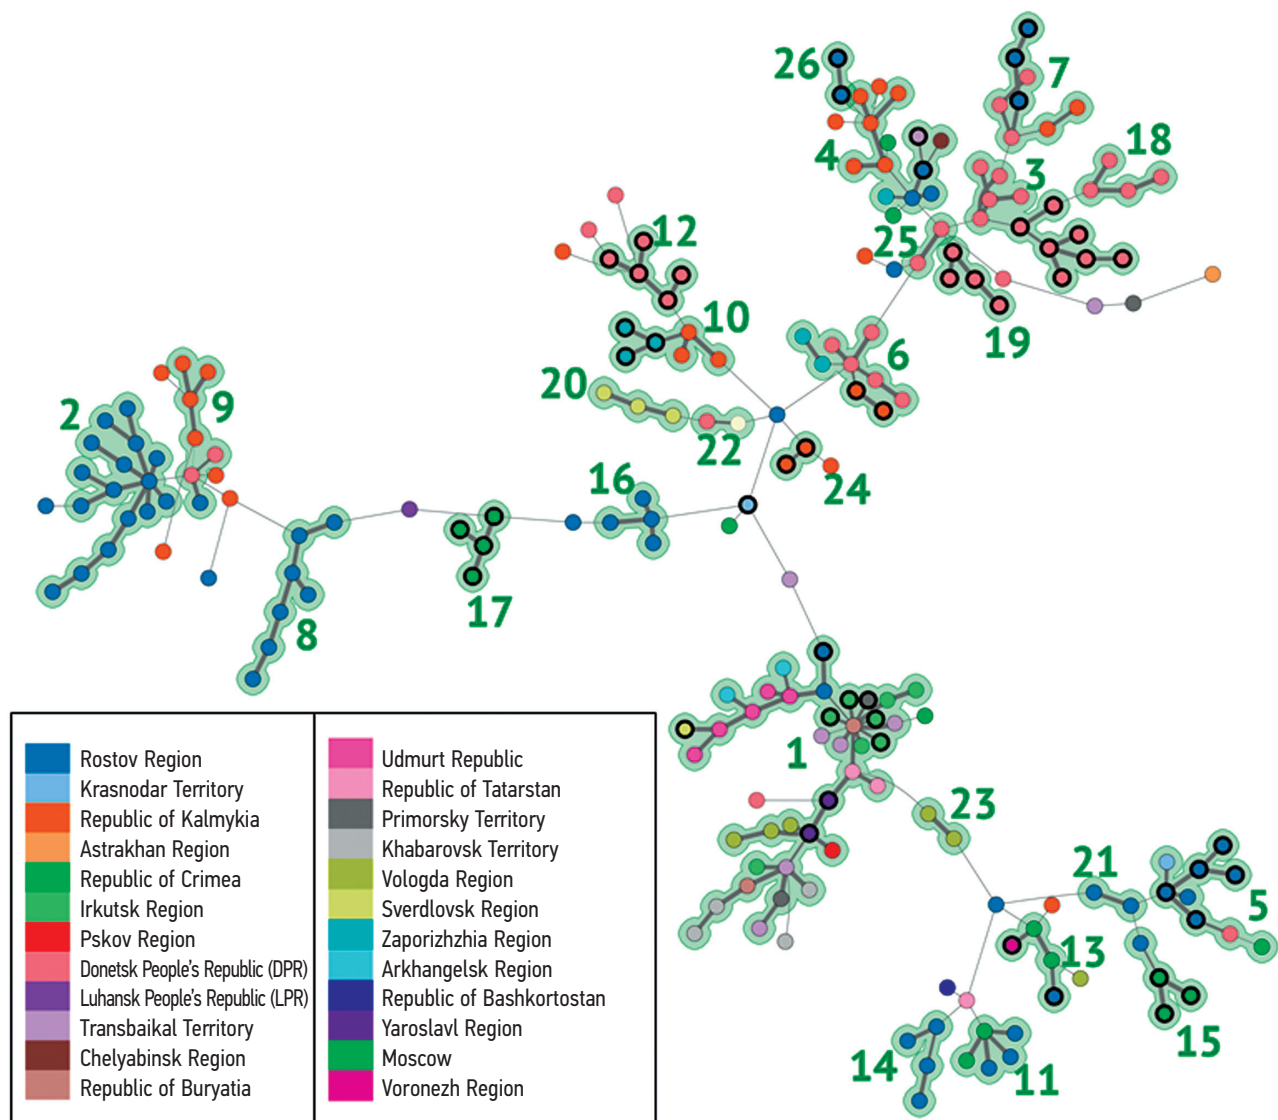 26
7
4
18
3
12
25
10
19
6
20
9
2
22
16
24
17
8
1
23
21
5
13
15
14
11
Rostov Region
Krasnodar Territory
Republic of Kalmykia
Astrakhan Region
Republic of Crimea
Irkutsk Region
Pskov Region
Donetsk People's Republic (DPR)
Luhansk People's Republic (LPR)
Transbaikal Territory
Chelyabinsk Region
Republic of Buryatia
Udmurt Republic
Republic of Tatarstan
Primorsky Territory
Khabarovsk Territory
Vologda Region
Sverdlovsk Region
Zaporizhzhia Region
Arkhangelsk Region
Republic of Bashkortostan
Yaroslavl Region
Moscow
Voronezh Region